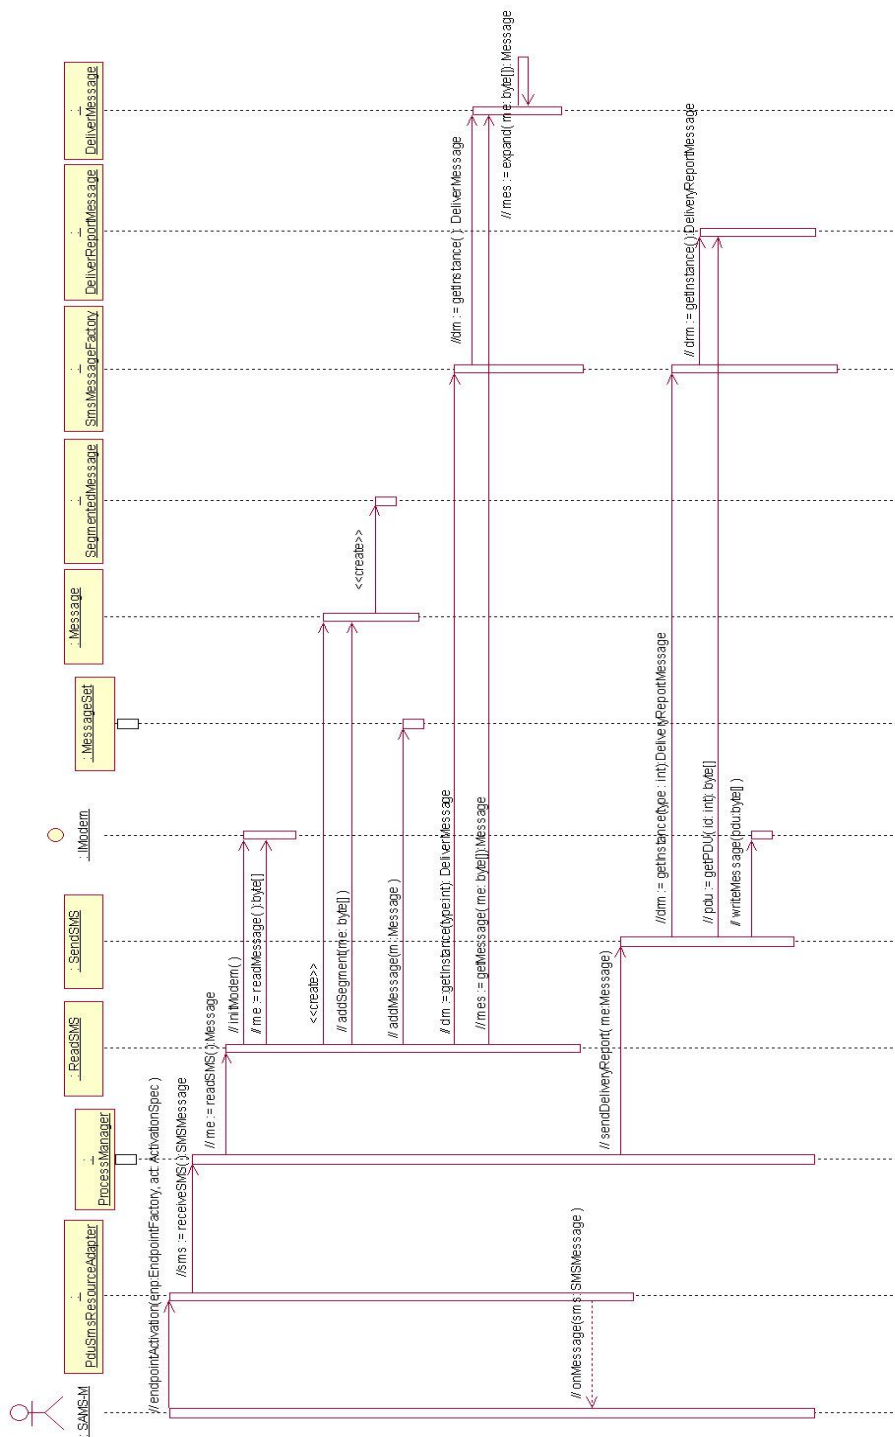 : SAMS-M
:
PduSmsResourceAdapter
:
ProcessManager
: ReadSMS
: SendSMS
: IModem
: MessageSet
: Message
:
SegmentedMessage
:
SmsMessageFactory
:
DeliverReportMessage
:
DeliverMessage
// endpointActivation(enp:EndpointFactory, act: ActivationSpec )
//sms := receiveSMS( ):SMSMessage
// me := readSMS( ):Message
// initModem( )
// me := readMessage( ):byte[]
<<create>>
// addSegment(me: byte[] )
<<create>>
// addMessage(m:Message )
// dm := getInstance(type:int): DeliverMessage
//dm := getInstance( ): DeliverMessage
// mes := getMessage( me: byte[]):Message
// mes := expand( me: byte[]): Message
// onMessage(sms: SMSMessage )
// sendDeliveryReport( me:Message)
//drm := getInstance(type : int):DeliveryReportMessage
// drm := getInstance( ):DeliveryReportMessage
// pdu := getPDU( id: int): byte[]
// writeMessage(pdu:byte[] )